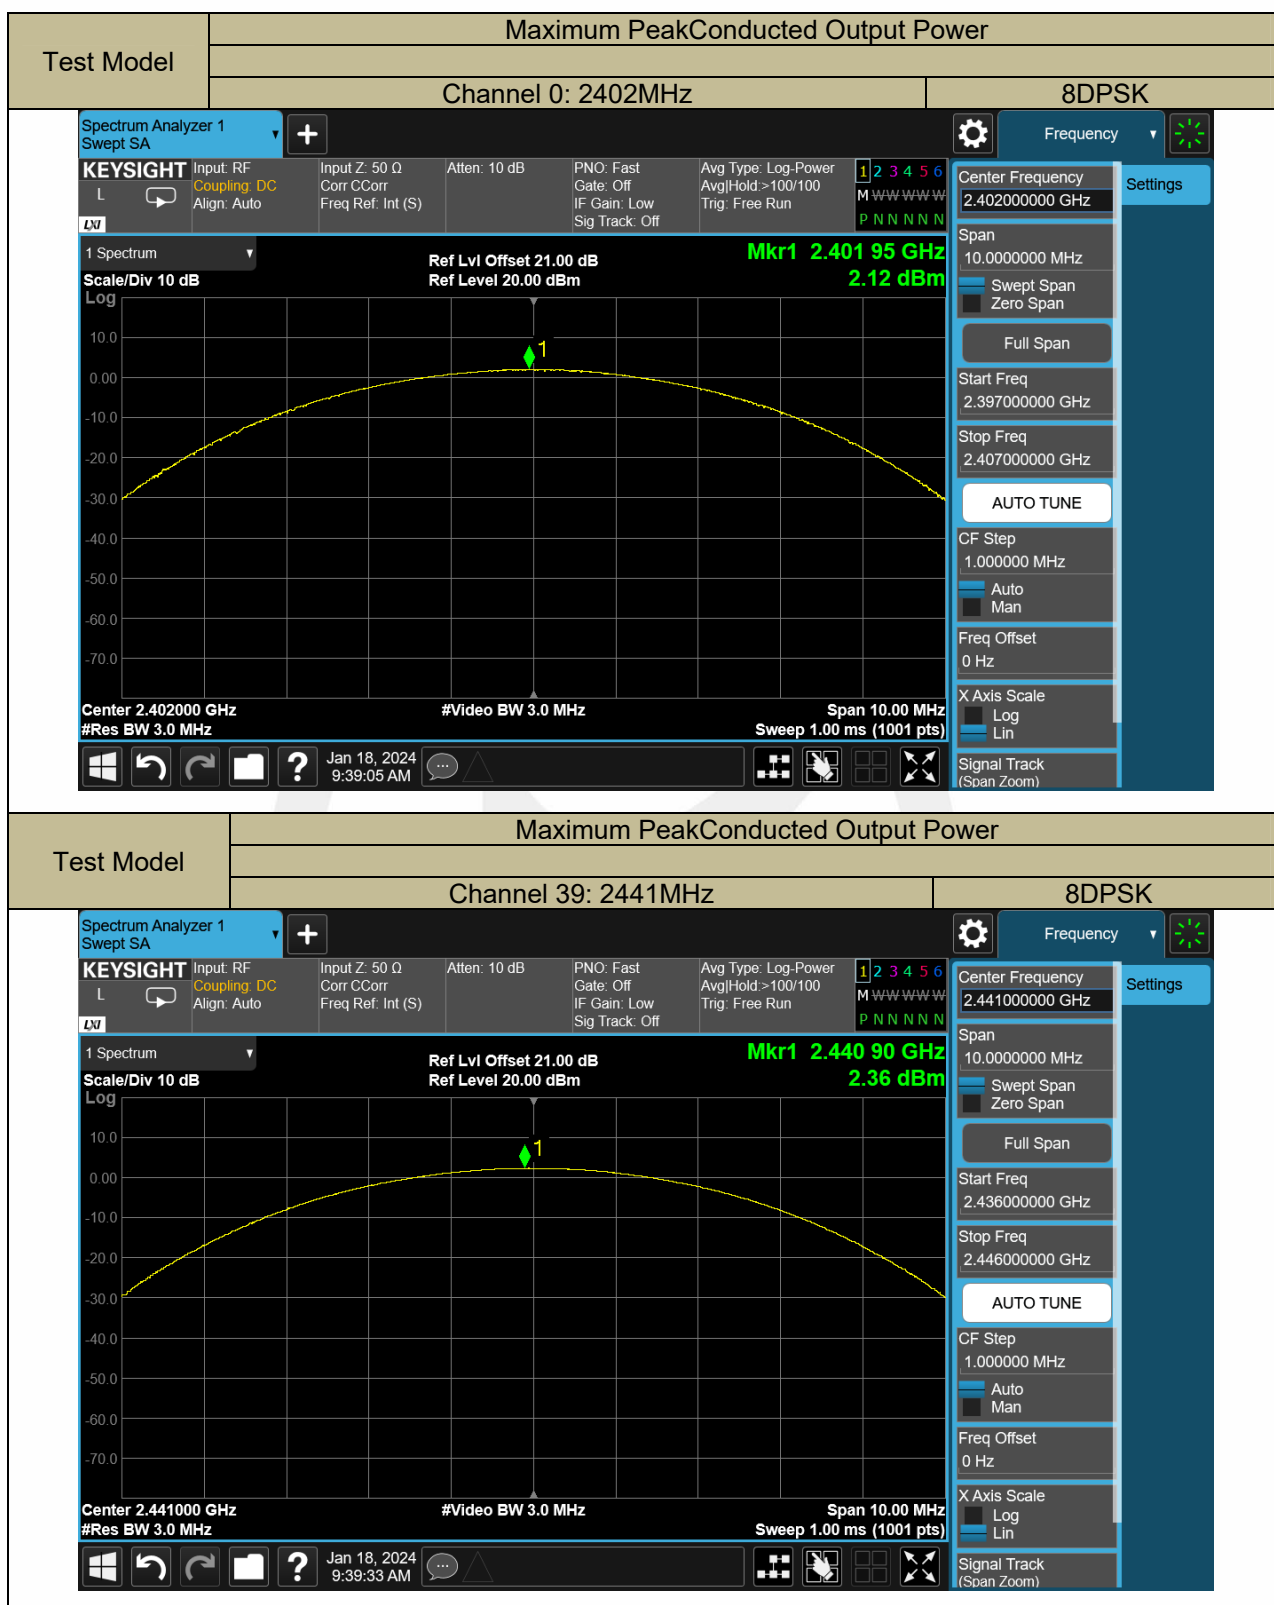 Test Model
Maximum PeakConducted Output Power
Channel 0: 2402MHz
8DPSK
Spectrum Analyzer 1
Swept SA
Frequency
KEYSIGHT
L
LXI
Input: RF
Coupling: DC
Align: Auto
Input Z: 50 Ω
Corr CCorr
Freq Ref: Int (S)
Atten: 10 dB
PNO: Fast
Gate: Off
IF Gain: Low
Sig Track: Off
Avg Type: Log-Power
Avg|Hold:>100/100
Trig: Free Run
1 2 3 4 5 6
M W W W W W
P N N N N N
Center Frequency
2.402000000 GHz
Settings
1 Spectrum
Scale/Div 10 dB
Log
Ref Lvl Offset 21.00 dB
Ref Level 20.00 dBm
Mkr1 2.401 95 GHz
2.12 dBm
Span
10.0000000 MHz
Swept Span
Zero Span
Full Span
Start Freq
2.397000000 GHz
Stop Freq
2.407000000 GHz
AUTO TUNE
CF Step
1.000000 MHz
Auto
Man
Freq Offset
0 Hz
X Axis Scale
Log
Lin
Signal Track
(Span Zoom)
1
10.0
0.00
-10.0
-20.0
-30.0
-40.0
-50.0
-60.0
-70.0
Center 2.402000 GHz
#Res BW 3.0 MHz
#Video BW 3.0 MHz
Span 10.00 MHz
Sweep 1.00 ms (1001 pts)
?
Jan 18, 2024
9:39:05 AM
Test Model
Maximum PeakConducted Output Power
Channel 39: 2441MHz
8DPSK
Spectrum Analyzer 1
Swept SA
Frequency
KEYSIGHT
L
LXI
Input: RF
Coupling: DC
Align: Auto
Input Z: 50 Ω
Corr CCorr
Freq Ref: Int (S)
Atten: 10 dB
PNO: Fast
Gate: Off
IF Gain: Low
Sig Track: Off
Avg Type: Log-Power
Avg|Hold:>100/100
Trig: Free Run
1 2 3 4 5 6
M W W W W W
P N N N N N
Center Frequency
2.441000000 GHz
Settings
1 Spectrum
Scale/Div 10 dB
Log
Ref Lvl Offset 21.00 dB
Ref Level 20.00 dBm
Mkr1 2.440 90 GHz
2.36 dBm
Span
10.0000000 MHz
Swept Span
Zero Span
Full Span
Start Freq
2.436000000 GHz
Stop Freq
2.446000000 GHz
AUTO TUNE
CF Step
1.000000 MHz
Auto
Man
Freq Offset
0 Hz
X Axis Scale
Log
Lin
Signal Track
(Span Zoom)
1
10.0
0.00
-10.0
-20.0
-30.0
-40.0
-50.0
-60.0
-70.0
Center 2.441000 GHz
#Res BW 3.0 MHz
#Video BW 3.0 MHz
Span 10.00 MHz
Sweep 1.00 ms (1001 pts)
?
Jan 18, 2024
9:39:33 AM